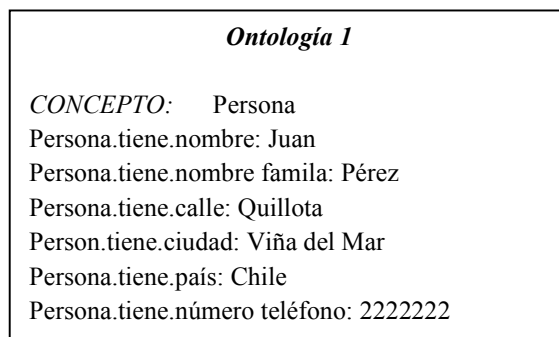 Ontología 1
CONCEPTO: Persona
Persona.tiene.nombre: Juan
Persona.tiene.nombre famila: Pérez
Persona.tiene.calle: Quillota
Person.tiene.ciudad: Viña del Mar
Persona.tiene.país: Chile
Persona.tiene.número teléfono: 2222222